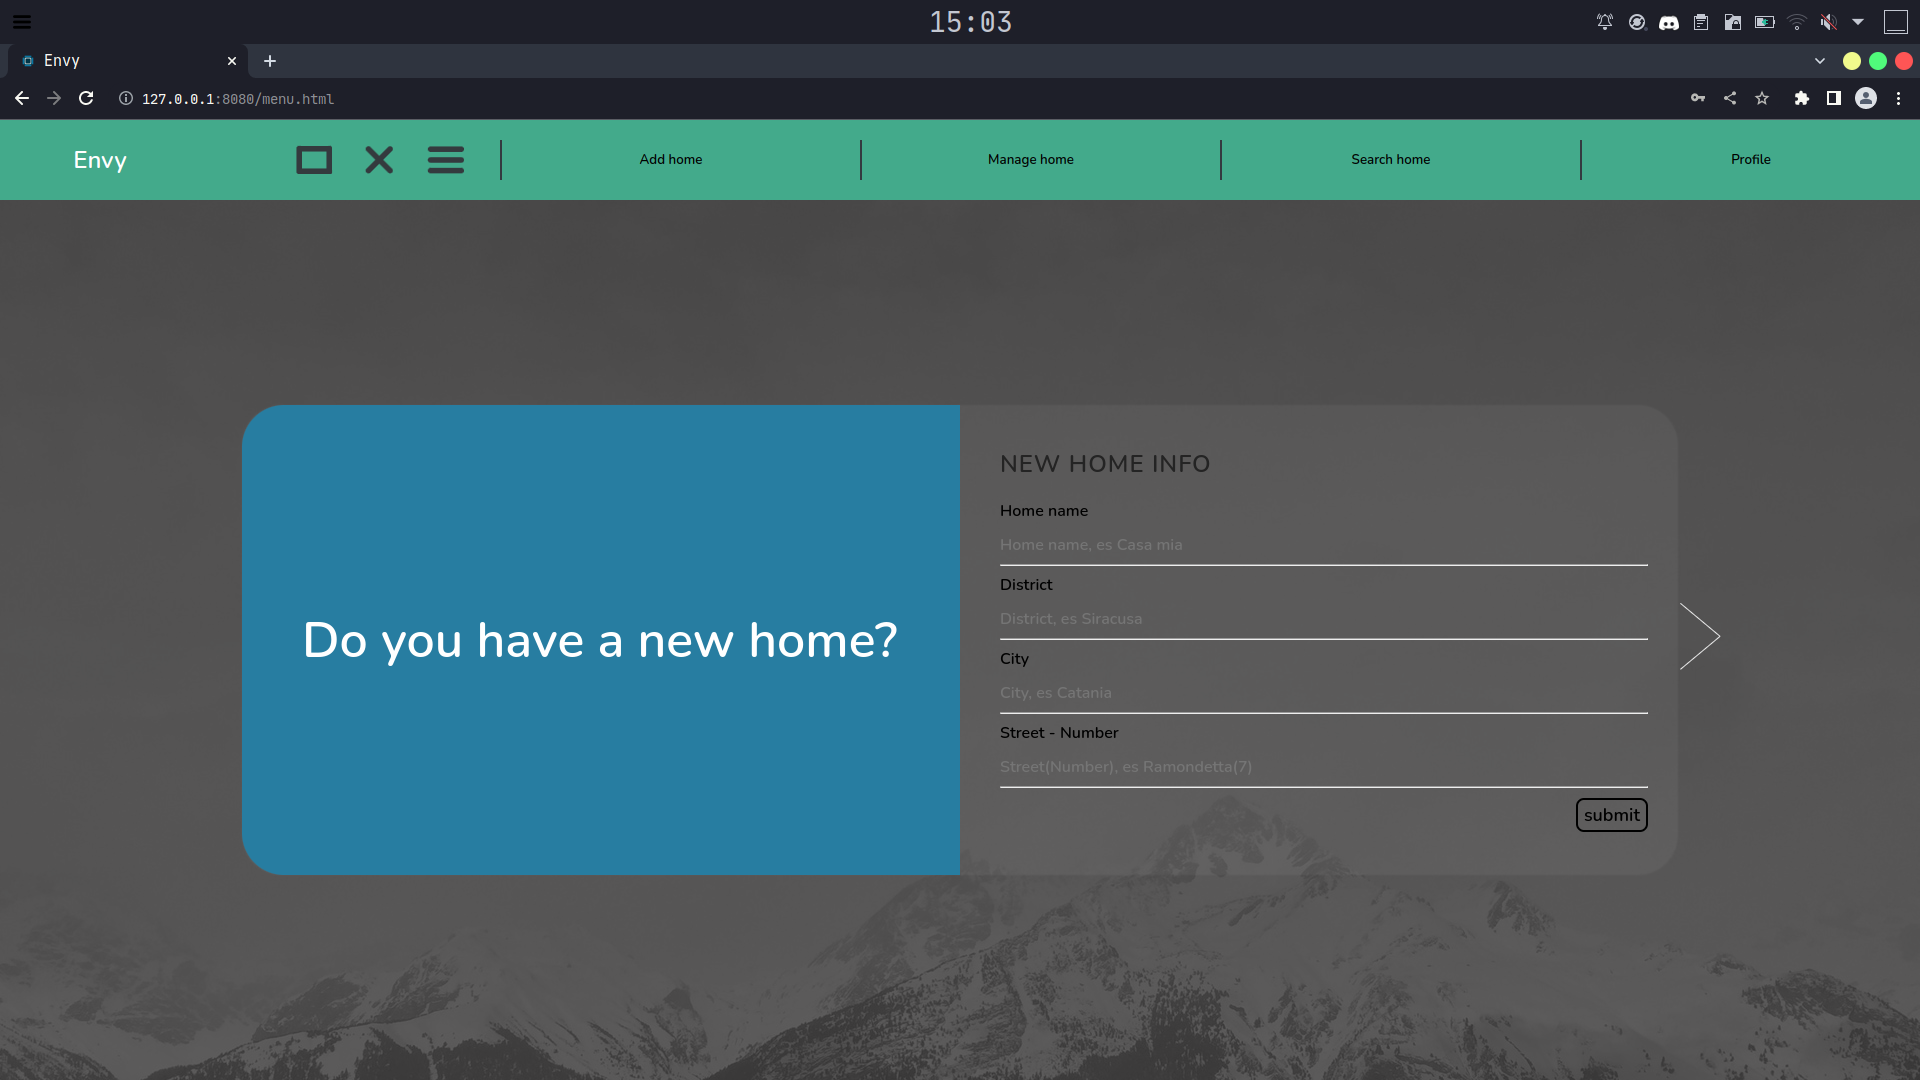 15:03
Envy
127.0.0.1:8080/menu.html
Envy
Add home
Manage home
Search home
Profile
Do you have a new home?
NEW HOME INFO
Home name
Home name, es Casa mia
District
District, es Siracusa
City
City, es Catania
Street - Number
Street(Number), es Ramondetta(7)
submit